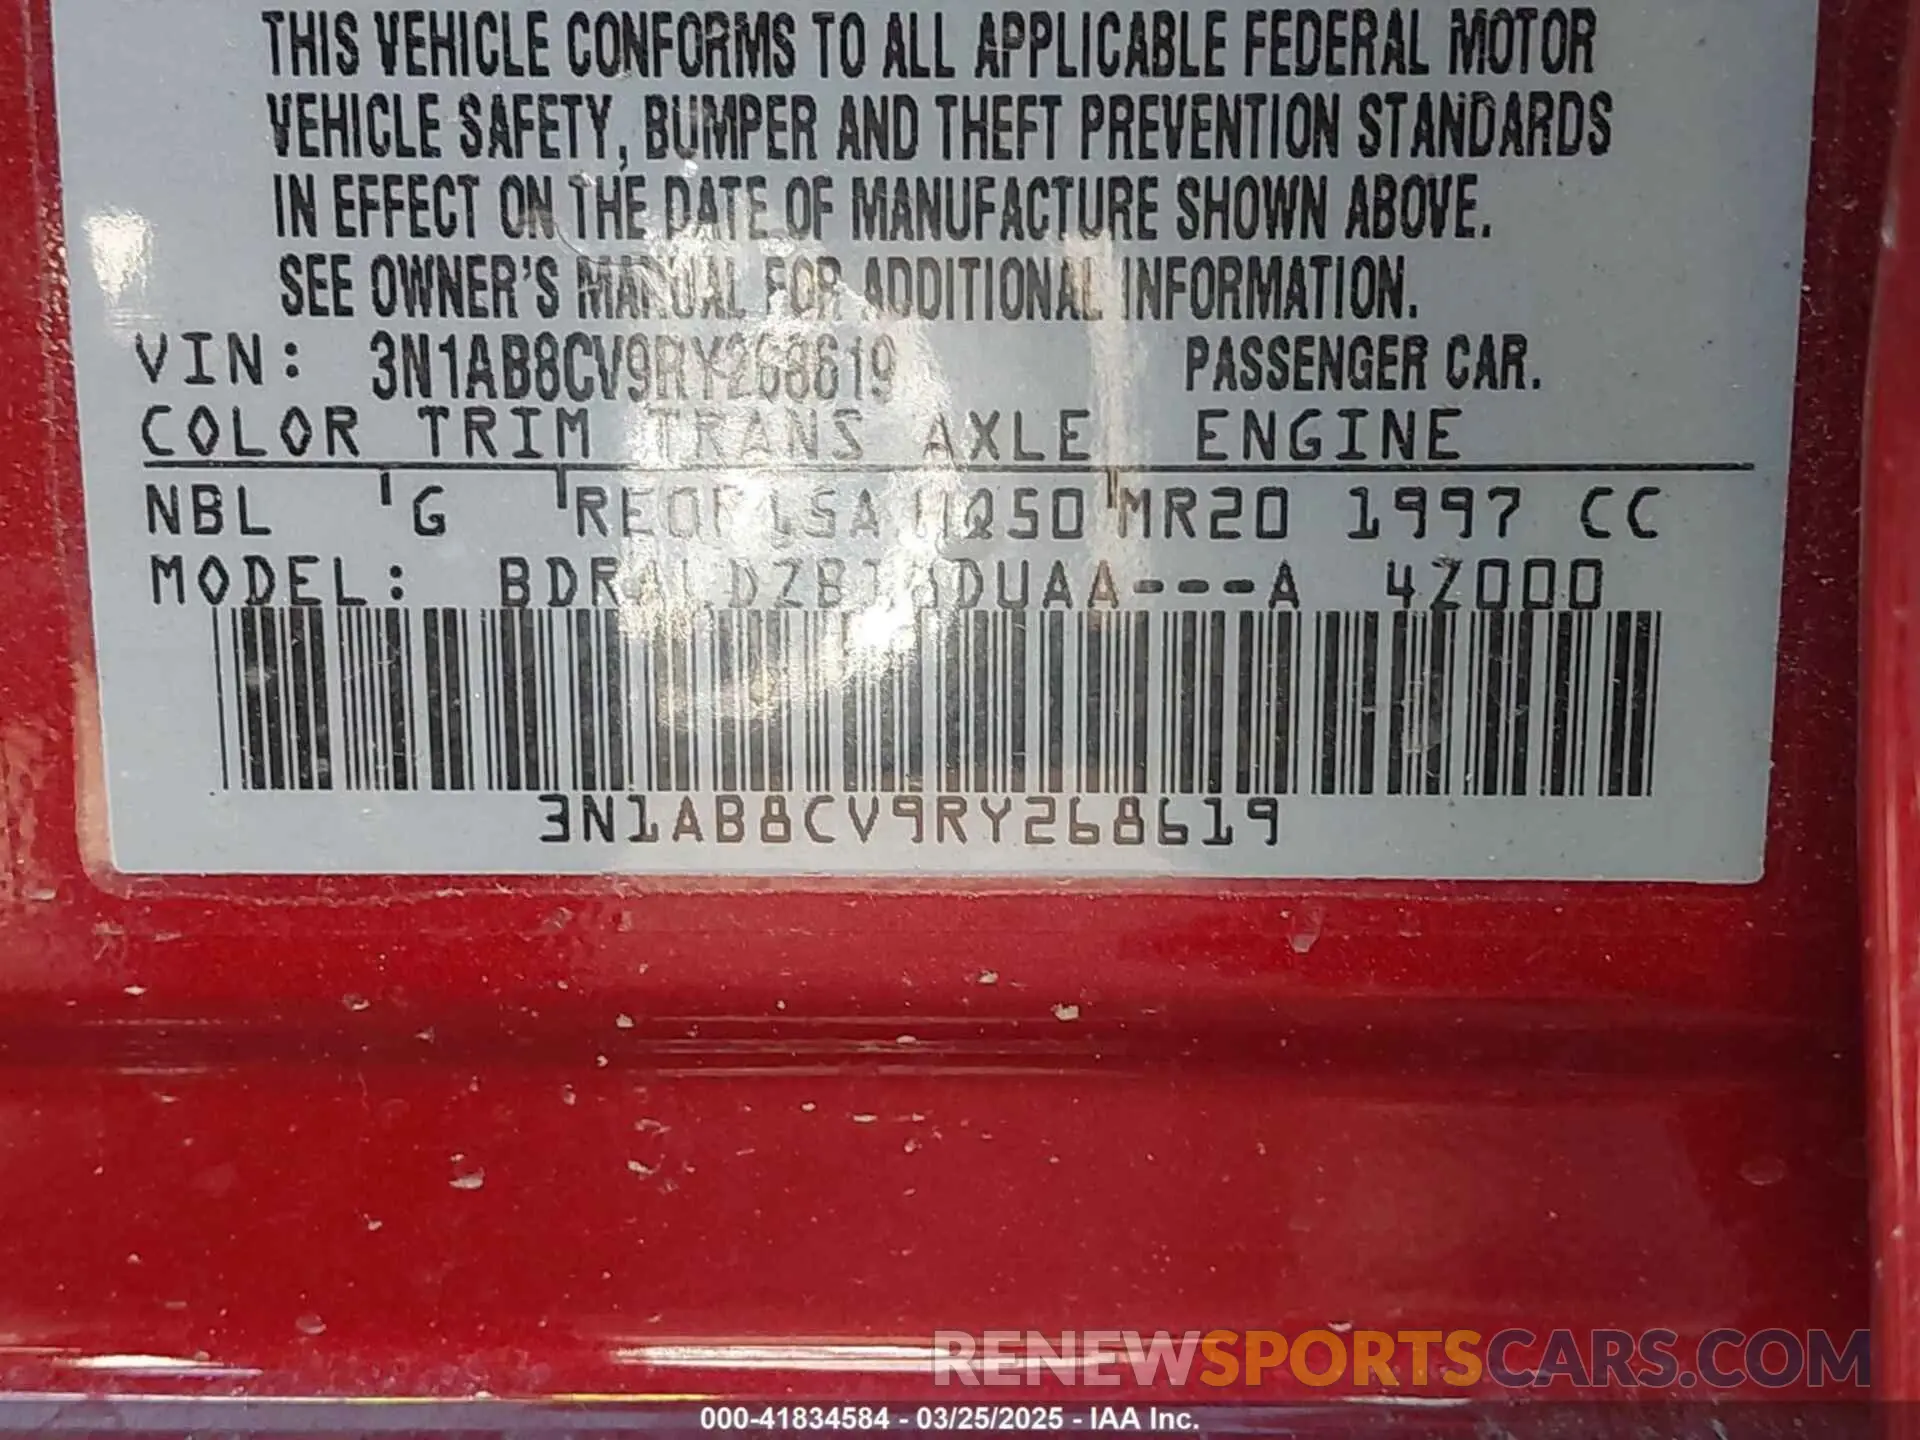 THIS VEHICLE CONFORMS TO ALL APPLICABLE FEDERAL MOTOR
VEHICLE SAFETY, BUMPER AND THEFT PREVENTION STANDARDS
IN EFFECT ON THE DATE OF MANUFACTURE SHOWN ABOVE.
SEE OWNER'S MANUAL FOR ADDITIONAL INFORMATION.
VIN: 3N1AB8CV9RY268619 PASSENGER CAR.
COLOR TRIM TRANS AXLE ENGINE
NBL G MQ50 MR20 1997 CC
MODEL: 4Z000
3N1AB8CV9RY268619
RENEWSPORTSCARS.COM
000-41834584 - 03/25/2025 - IAA Inc.